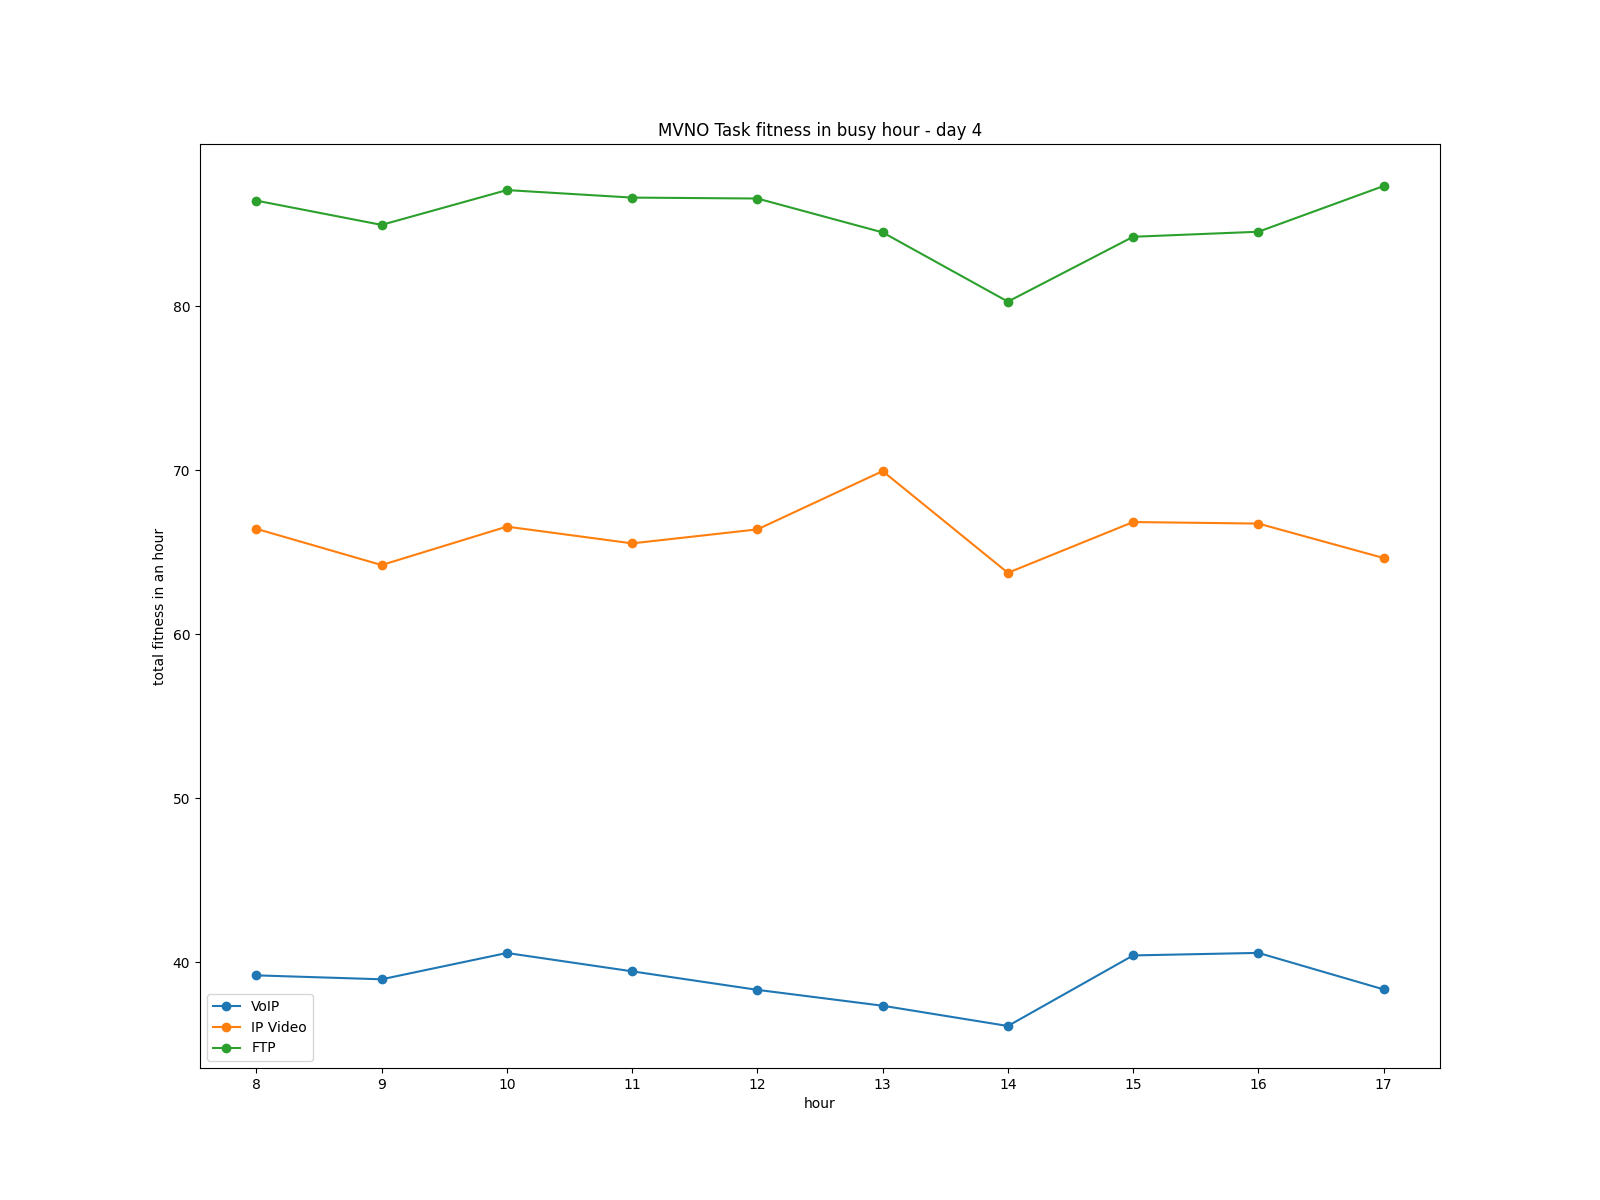 MVNO Task fitness in busy hour - day 4
total fitness in an hour
80
70
60
50
40
VoIP
IP Video
FTP
8 9 10 11 12 13 14 15 16 17
hour